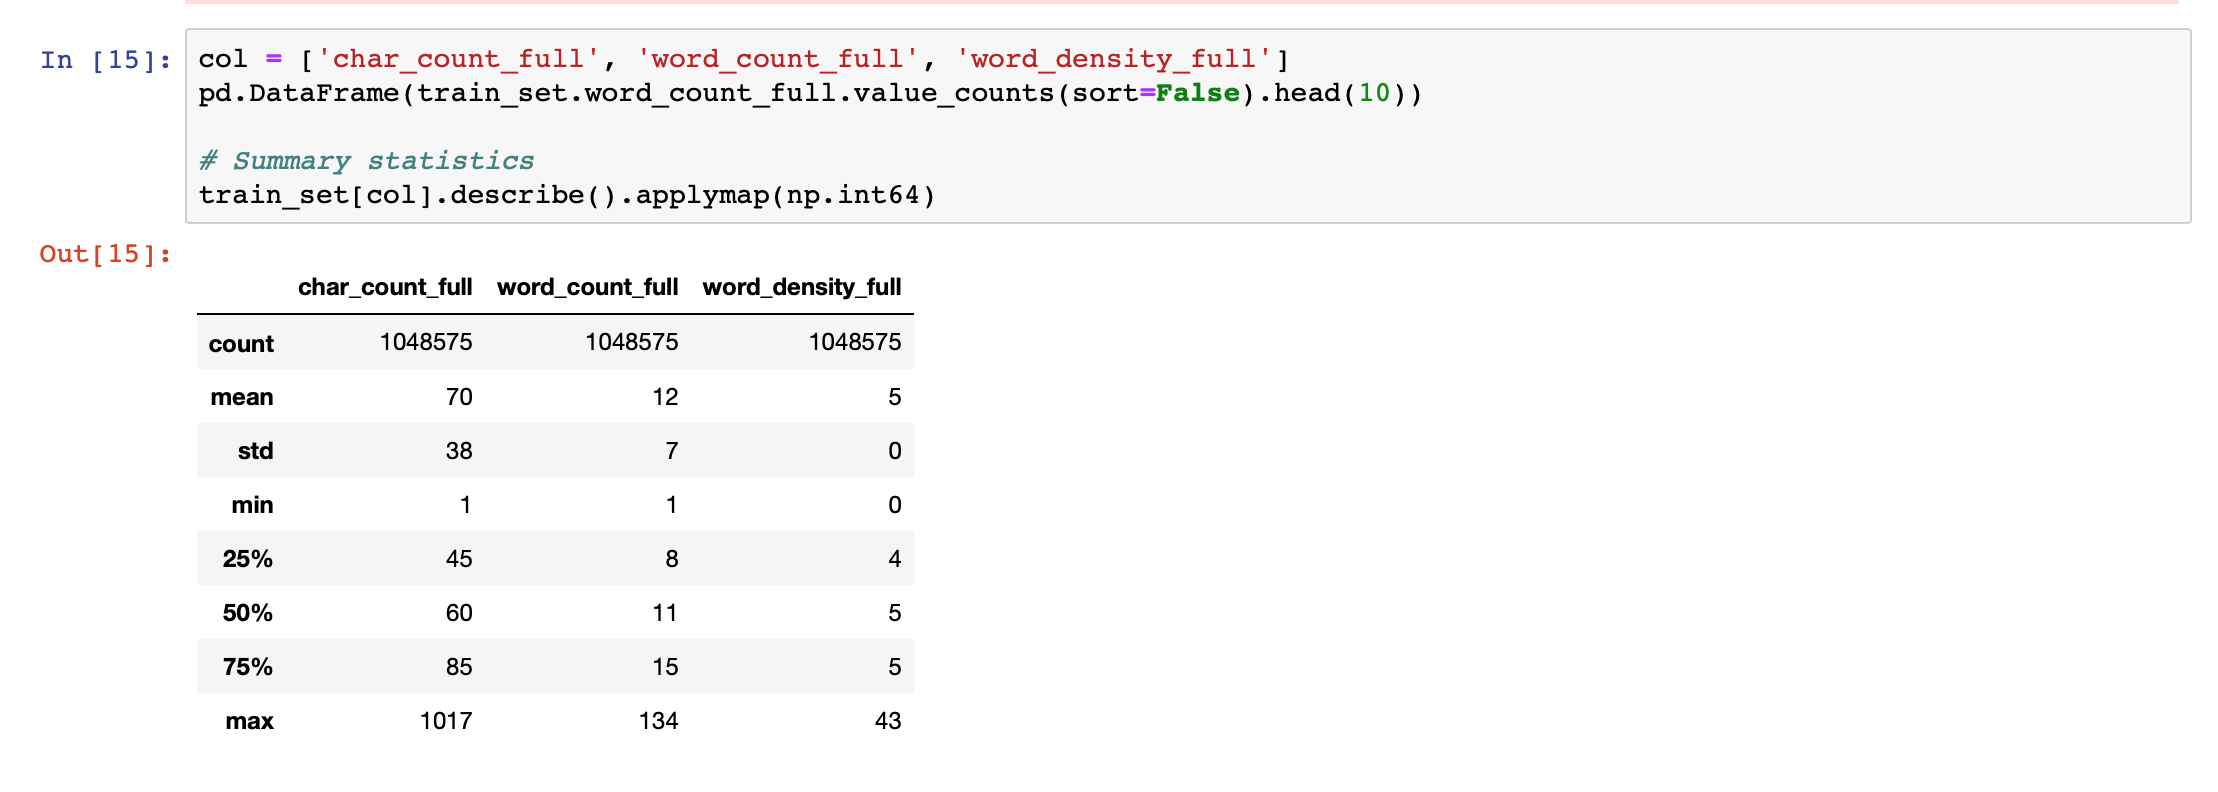 In [15]: col = ['char_count_full', 'word_count_full', 'word_density_full']
pd.DataFrame(train_set.word_count_full.value_counts(sort=False).head(10))
# Summary statistics
train_set[col].describe().applymap(np.int64)
Out[15]:
char_count_full word_count_full word_density_full
count 1048575 1048575 1048575
mean 70 12 5
std 38 7 0
min 1 1 0
25% 45 8 4
50% 60 11 5
75% 85 15 5
max 1017 134 43